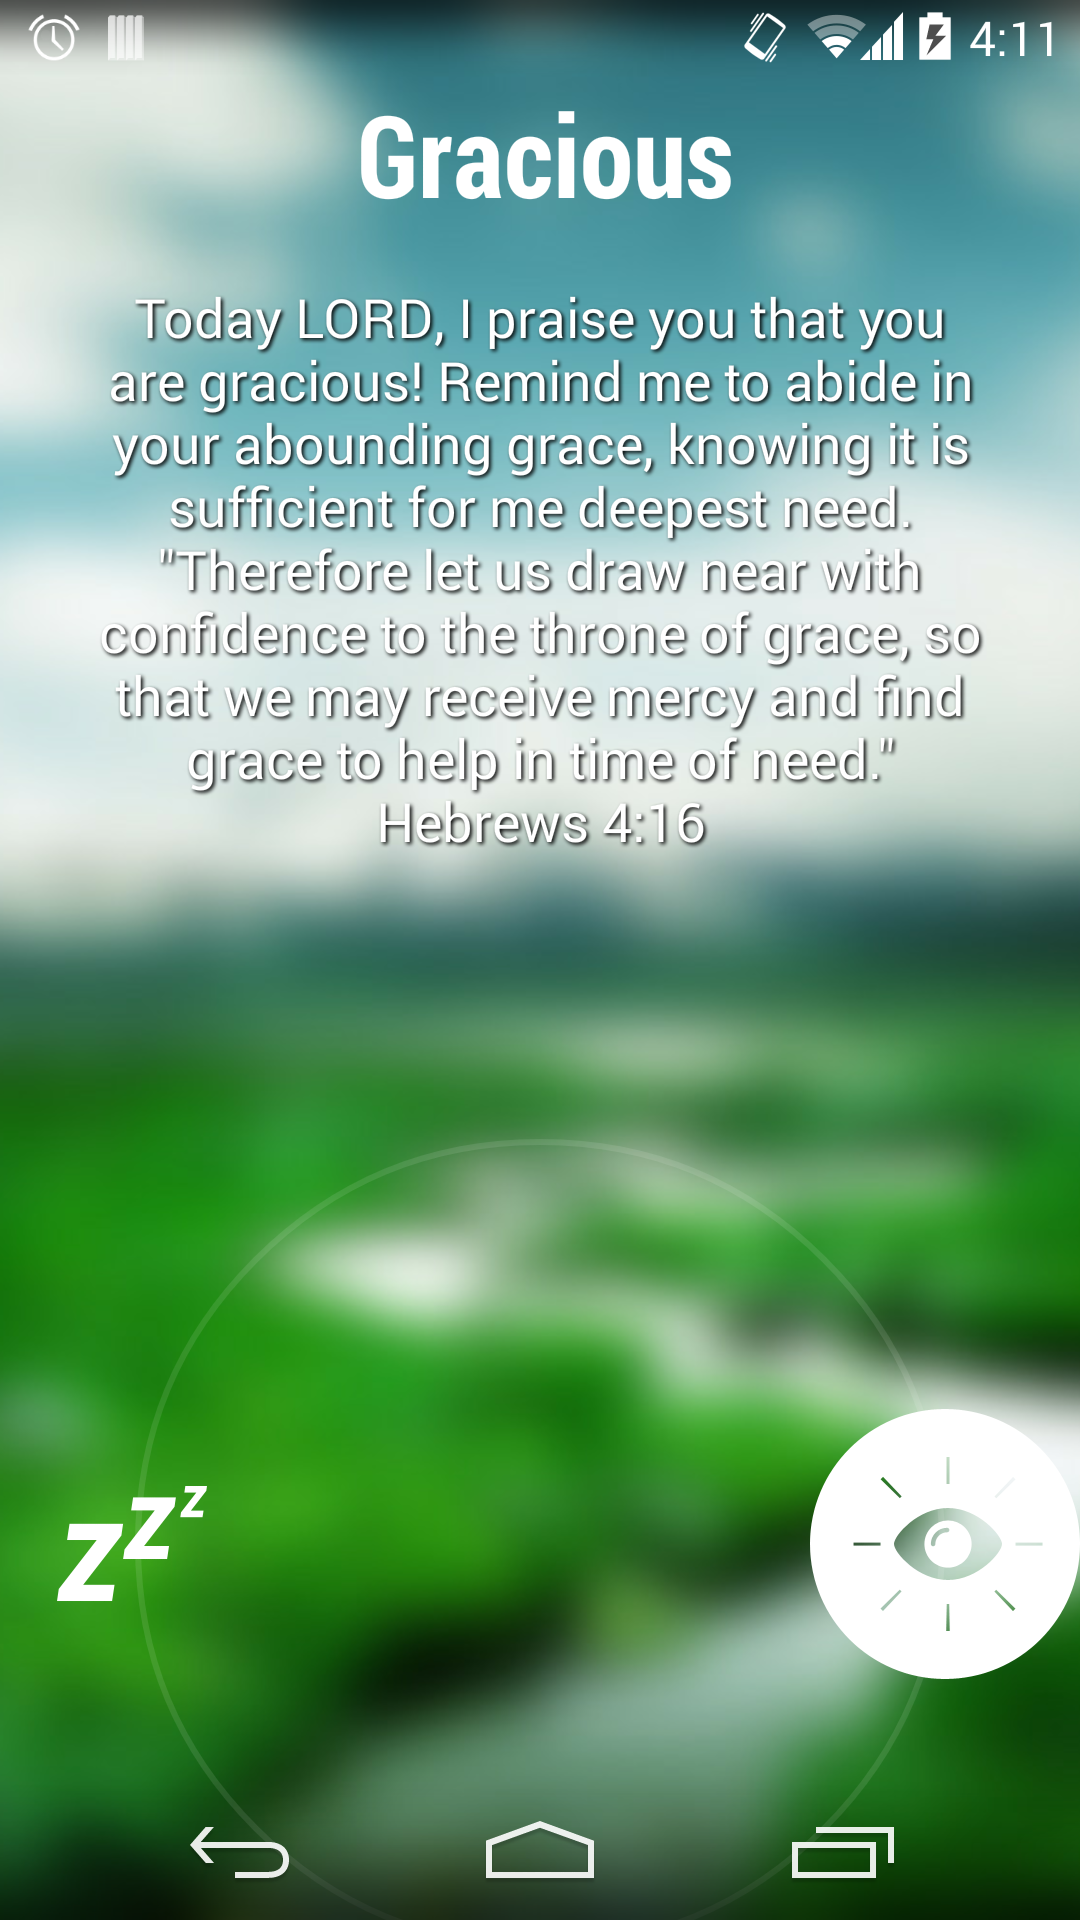 4:11
Gracious
Today LORD, I praise you that you
are gracious! Remind me to abide in
your abounding grace, knowing it is
sufficient for me deepest need.
"Therefore let us draw near with
confidence to the throne of grace, so
that we may receive mercy and find
grace to help in time of need."
Hebrews 4:16
zzz